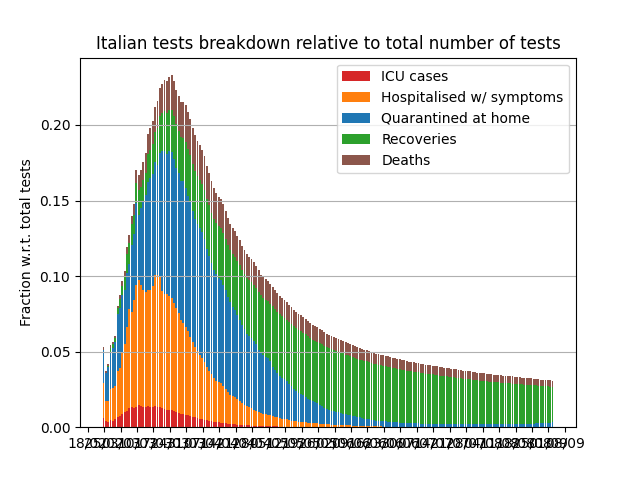 Italian tests breakdown relative to total number of tests
ICU cases
Hospitalised w/ symptoms
Quarantined at home
Recoveries
Deaths
Fraction w.r.t. total tests
0.20
0.15
0.10
0.05
0.00